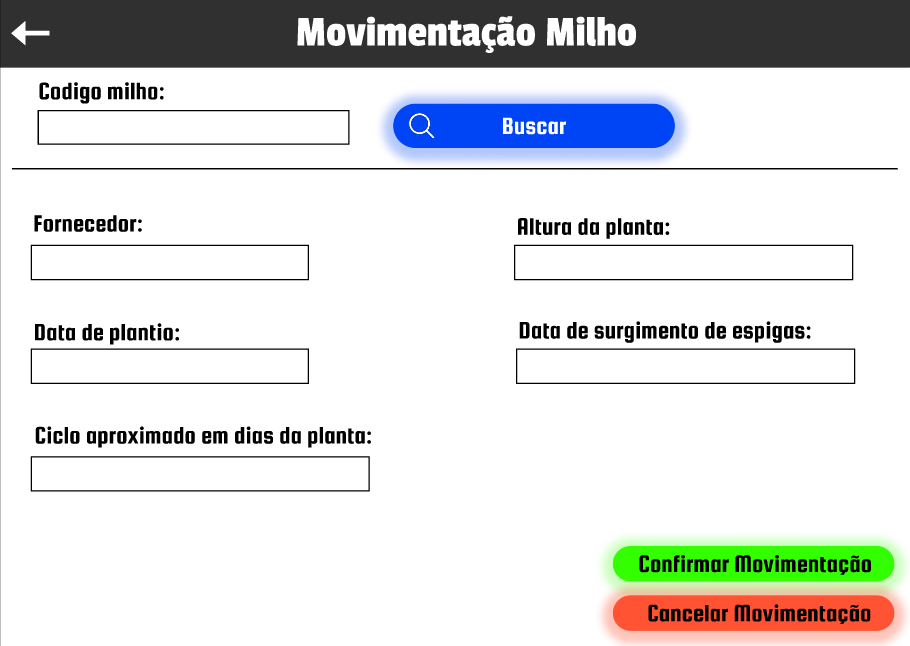 Movimentação Milho
Codigo milho:
Buscar
Fornecedor:
Altura da planta:
Data de plantio:
Data de surgimento de espigas:
Ciclo aproximado em dias da planta:
Confirmar Movimentação
Cancelar Movimentação